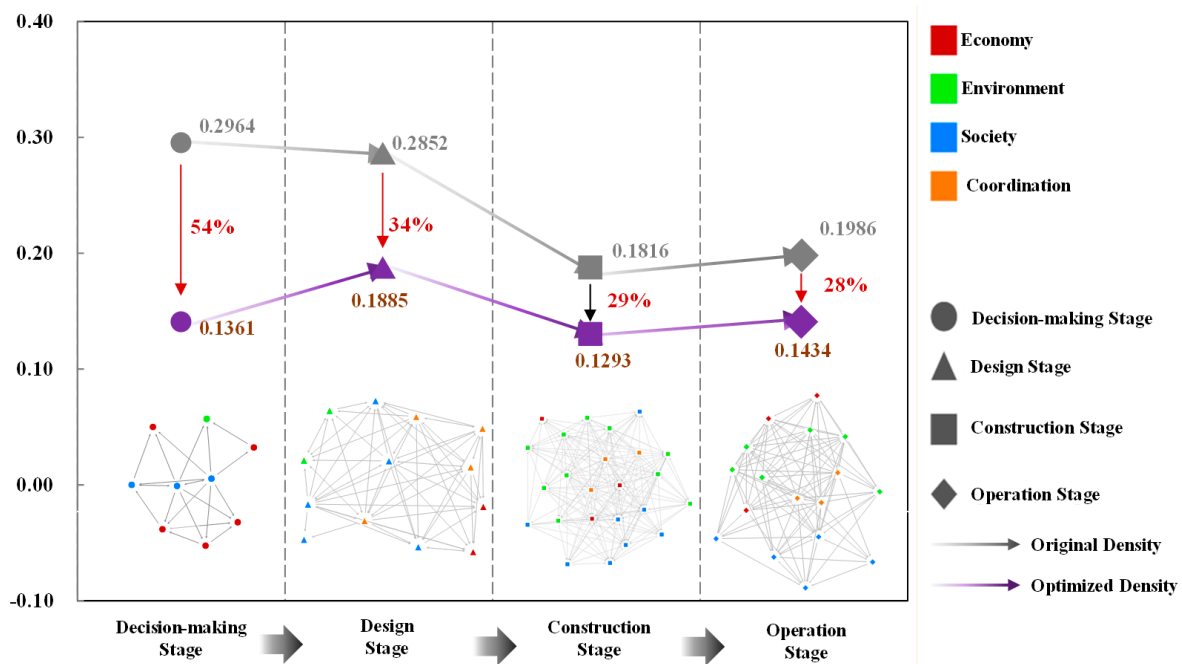 0.40
0.30
0.20
0.10
0.00
-0.10
0.2964
0.2852
54%
34%
0.1816
0.1986
0.1361
0.1885
29%
28%
0.1293
0.1434
Decision-making
Stage
Design
Stage
Construction
Stage
Operation
Stage
Economy
Environment
Society
Coordination
Decision-making Stage
Design Stage
Construction Stage
Operation Stage
Original Density
Optimized Density